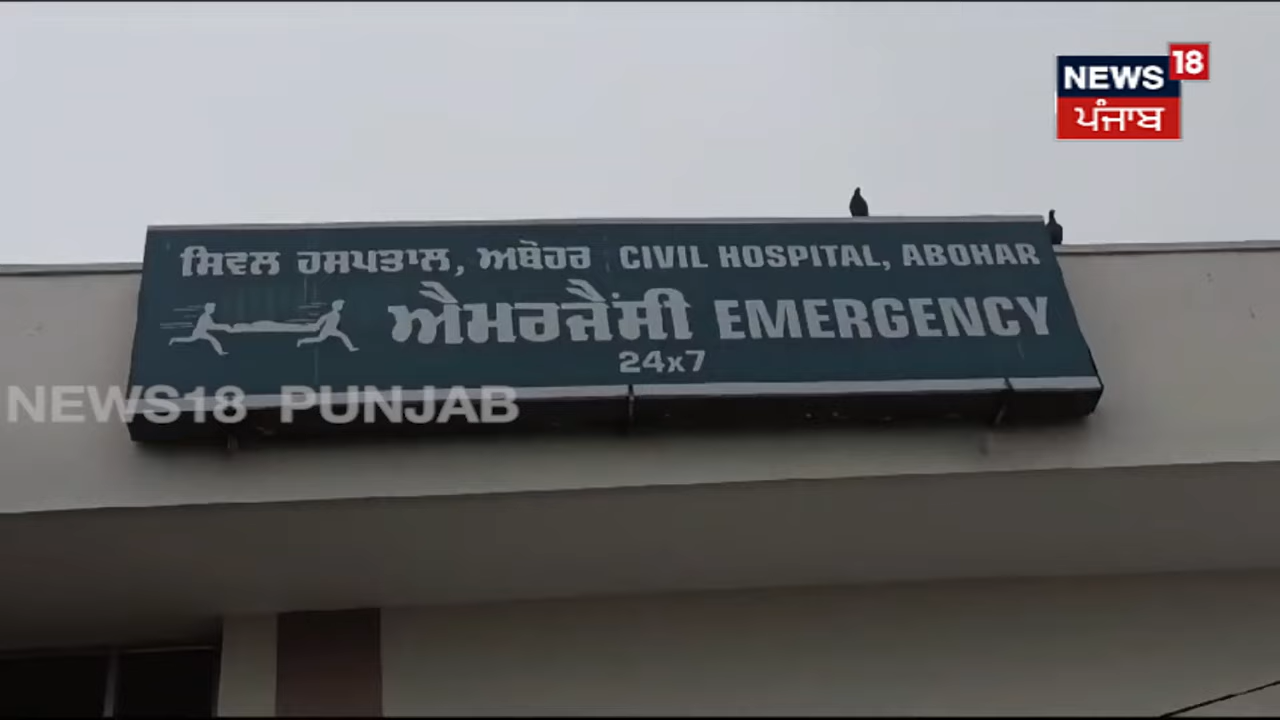 NEWS 18
ਪੰਜਾਬ
ਸਿਵਲ ਹਸਪਤਾਲ, ਅਬੋਹਰ CIVIL HOSPITAL, ABOHAR
ਐਮਰਜੈਂਸੀ EMERGENCY
24x7
NEWS18 PUNJAB